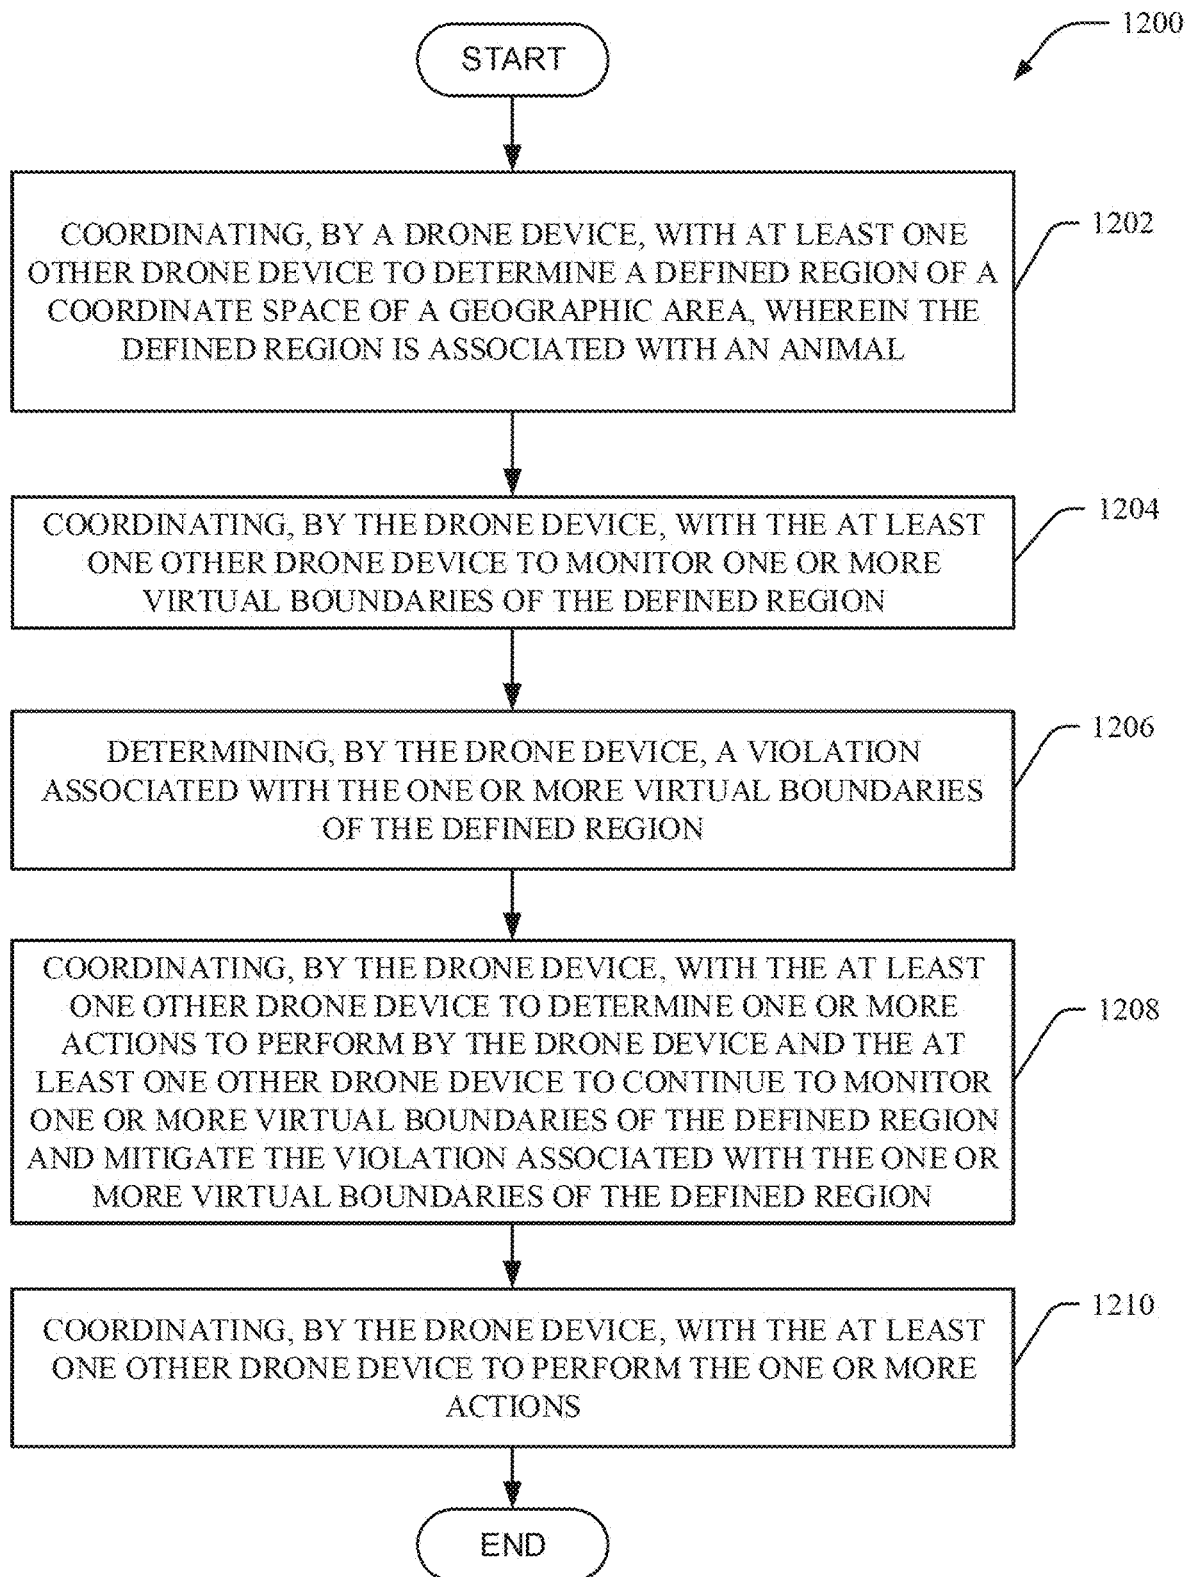 1200
START
COORDINATING, BY A DRONE DEVICE, WITH AT LEAST ONE
OTHER DRONE DEVICE TO DETERMINE A DEFINED REGION OF A
COORDINATE SPACE OF A GEOGRAPHIC AREA, WHEREIN THE
DEFINED REGION IS ASSOCIATED WITH AN ANIMAL
1202
COORDINATING, BY THE DRONE DEVICE, WITH THE AT LEAST
ONE OTHER DRONE DEVICE TO MONITOR ONE OR MORE
VIRTUAL BOUNDARIES OF THE DEFINED REGION
1204
DETERMINING, BY THE DRONE DEVICE, A VIOLATION
ASSOCIATED WITH THE ONE OR MORE VIRTUAL BOUNDARIES
OF THE DEFINED REGION
1206
COORDINATING, BY THE DRONE DEVICE, WITH THE AT LEAST
ONE OTHER DRONE DEVICE TO DETERMINE ONE OR MORE
ACTIONS TO PERFORM BY THE DRONE DEVICE AND THE AT
LEAST ONE OTHER DRONE DEVICE TO CONTINUE TO MONITOR
ONE OR MORE VIRTUAL BOUNDARIES OF THE DEFINED REGION
AND MITIGATE THE VIOLATION ASSOCIATED WITH THE ONE OR
MORE VIRTUAL BOUNDARIES OF THE DEFINED REGION
1208
COORDINATING, BY THE DRONE DEVICE, WITH THE AT LEAST
ONE OTHER DRONE DEVICE TO PERFORM THE ONE OR MORE
ACTIONS
1210
END